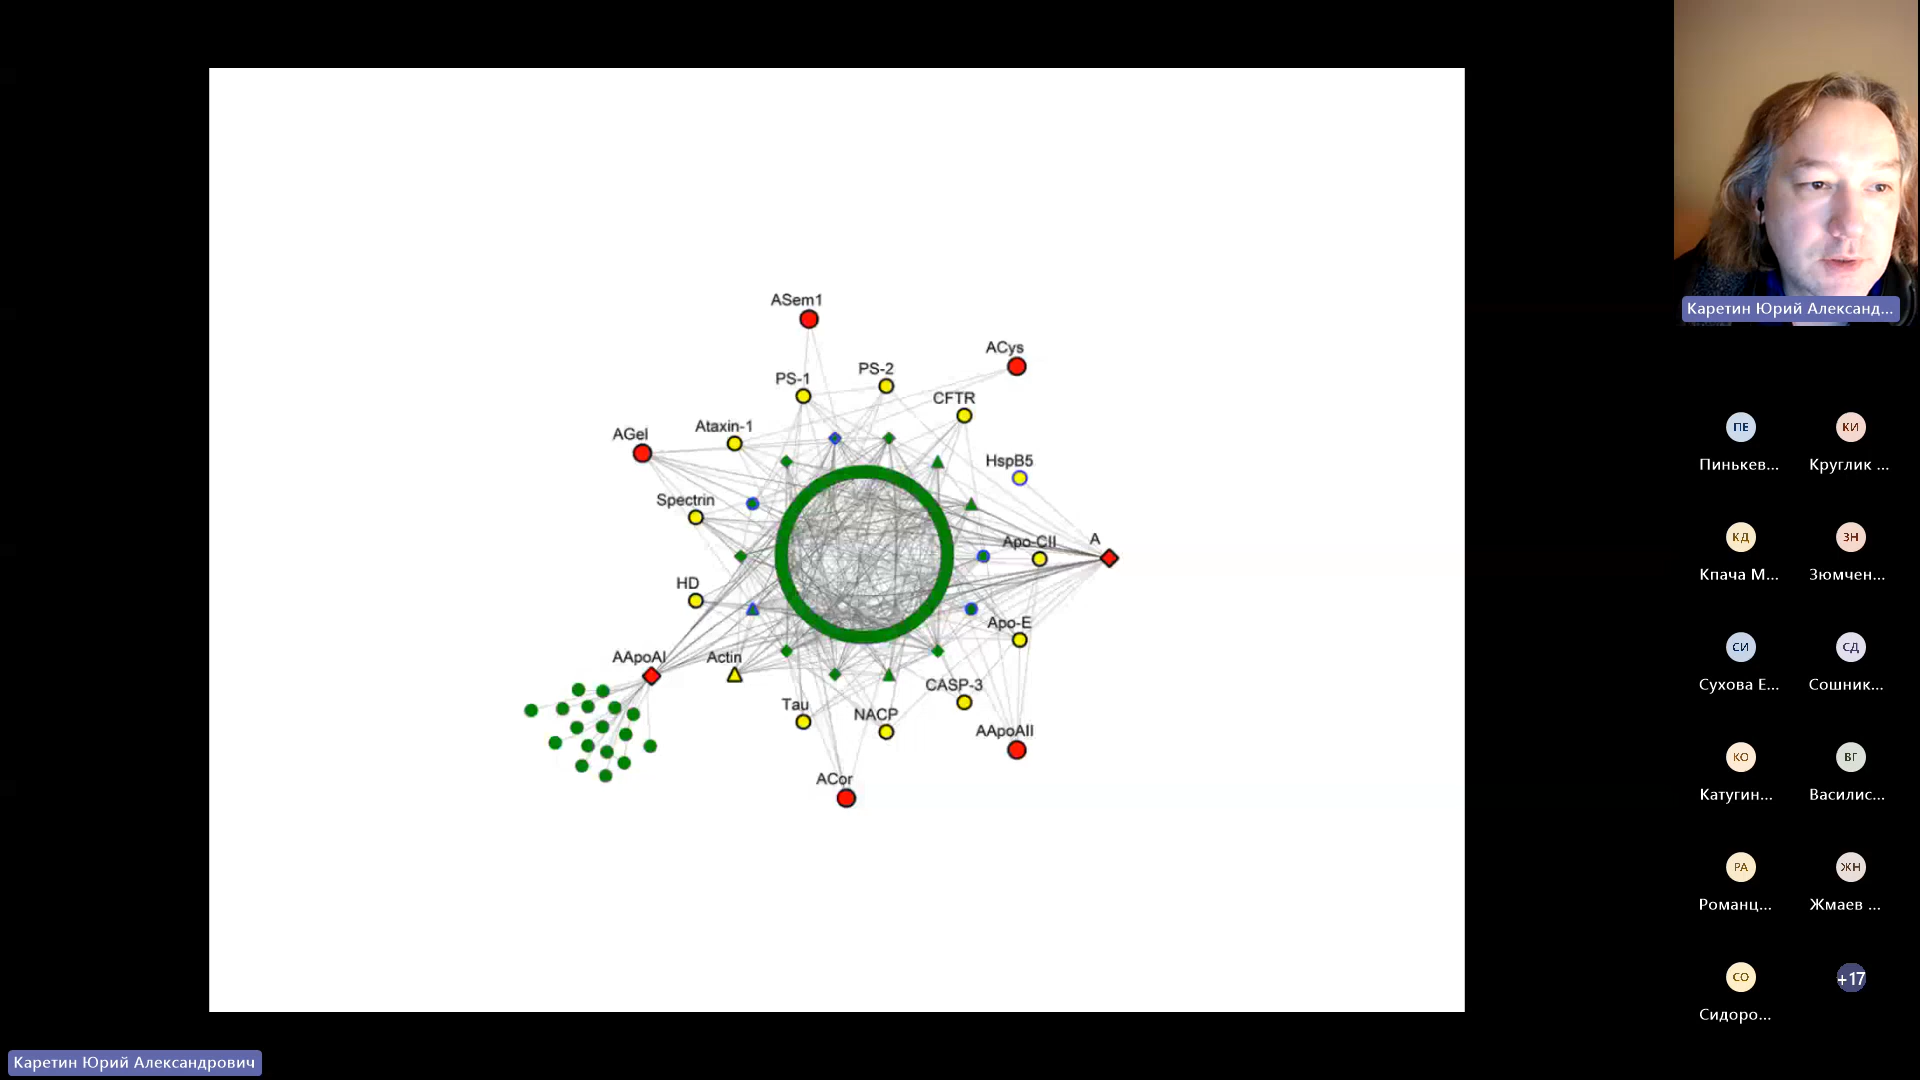 ASem1
ACys
PS-1
PS-2
CFTR
AGel
Ataxin-1
HspB5
Spectrin
Apo-CII
A
HD
Apo-E
AApoAI
Actin
CASP-3
Tau
NACP
AApoAII
ACor
Каретин Юрий Александ...
ПЕ
КИ
Пинькев...
Круглик ...
КД
ЗН
Кпача М...
Зюмчен...
СИ
СД
Сухова Е...
Сошник...
КО
ВГ
Катугин...
Василис...
РА
ЖН
Романц...
Жмаев ...
СО
+17
Сидоро...
Каретин Юрий Александрович